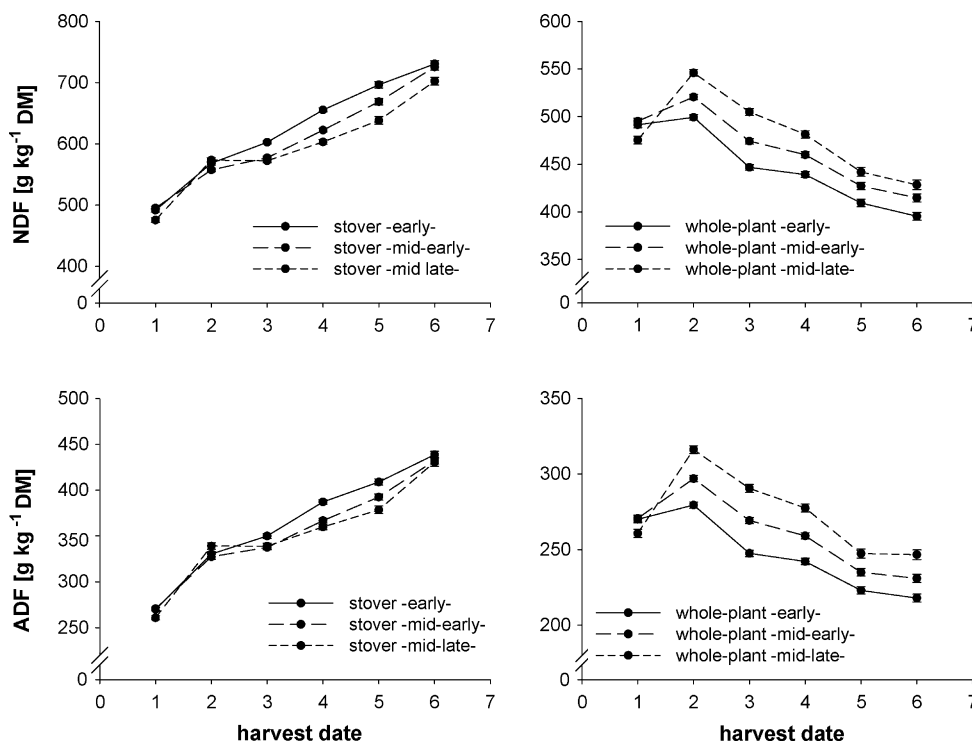 NDF [g kg⁻¹ DM]
800
700
600
500
400
0
stover -early-
stover -mid-early-
stover -mid late-
0 1 2 3 4 5 6 7
600
550
500
450
400
350
0
whole-plant -early-
whole-plant -mid-early-
whole-plant -mid-late-
0 1 2 3 4 5 6 7
ADF [g kg⁻¹ DM]
500
450
400
350
300
250
0
stover -early-
stover -mid-early-
stover -mid-late-
0 1 2 3 4 5 6 7
harvest date
350
300
250
200
0
whole-plant -early-
whole-plant -mid-early-
whole-plant -mid-late-
0 1 2 3 4 5 6 7
harvest date